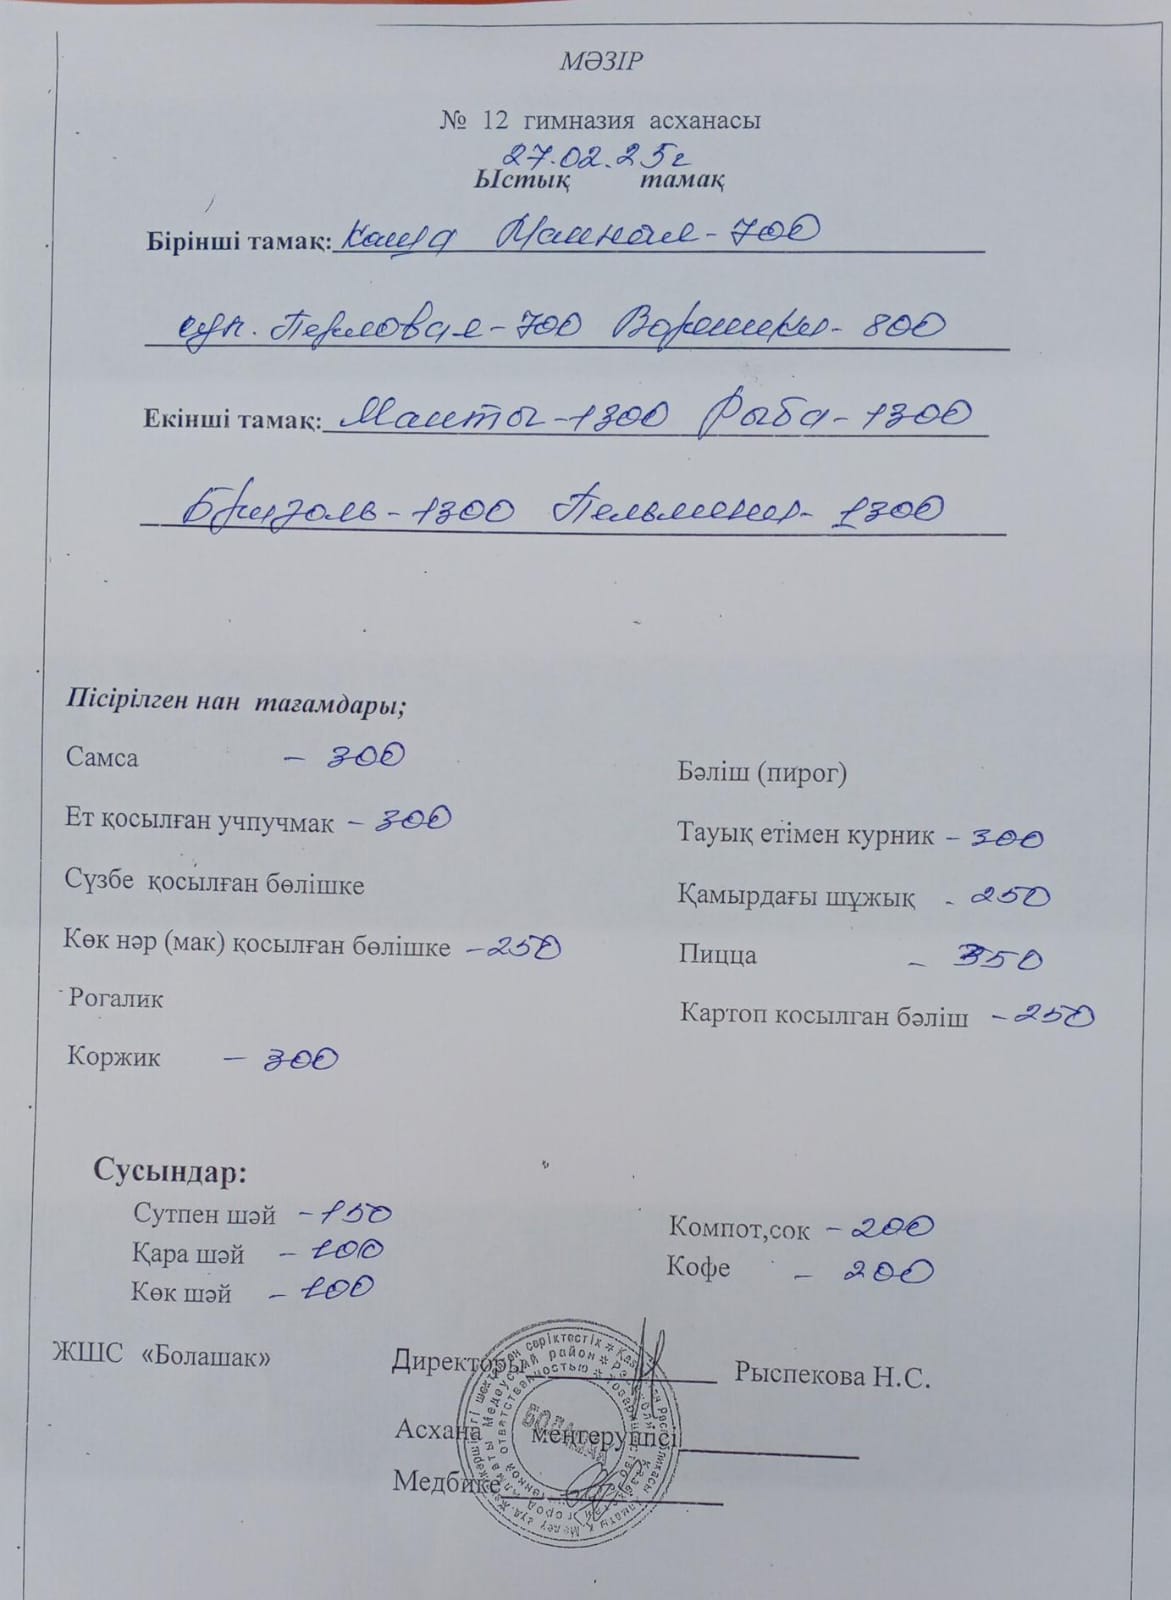 МӘЗІР
№ 12 гимназия асханасы
27.02.25г
Ыстық тамақ
Бірінші тамақ: Каша Манная - 700
суп. Перловая - 700 Вареники - 800
Екінші тамақ: Манты - 1300 Рыба - 1300
Бризоль - 1300 Пельмени - 1300
Пісірілген нан тағамдары;
Самса - 300
Бәліш (пирог)
Ет қосылған учпучмак - 300
Тауық етімен курник - 300
Сүзбе қосылған бөлішке
Қамырдағы шұжық - 250
Көк нәр (мак) қосылған бөлішке - 250
Пицца - 350
Рогалик
Картоп косылган бәліш - 250
Коржик - 300
Сусындар:
Сутпен шәй - 150
Компот,сок - 200
Қара шәй - 100
Кофе - 200
Көк шәй - 100
ЖШС «Болашак» Директоры Рыспекова Н.С.
Асхана меңгерушісі
Медбике